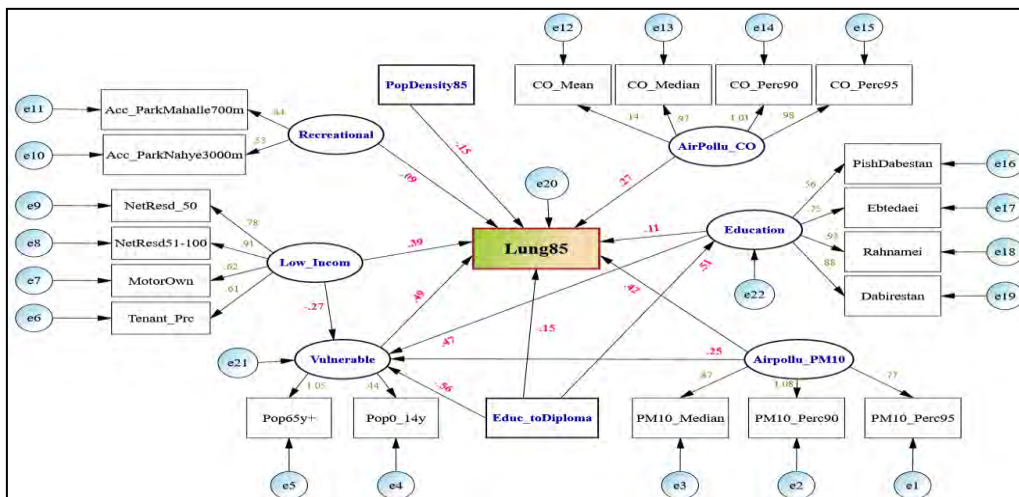 e12
e13
e14
e15
CO_Mean
CO_Median
CO_Perc90
CO_Perc95
PopDensity85
e11
Acc_ParkMahalle700m
.84
Recreational
.14
.97
1.01
.98
AirPollu_CO
e10
Acc_ParkNahye3000m
.53
-.09
-.15
.27
PishDabestan
e16
e20
.56
e9
NetResd_50
.78
Ebtedaei
e17
.75
e8
NetResd51-100
.91
Lung85
.11
Education
.93
Rahnamei
e18
Low_Incom
.39
.51
.88
e7
MotorOwn
.62
e22
Dabirestan
e19
e6
Tenant_Prc
.61
-.27
.49
.42
.47
-.15
e21
Vulnerable
.25
Airpollu_PM10
1.05
.44
-.56
.87
1.08
.77
Pop65y+
Pop0_14y
Educ_toDiploma
PM10_Median
PM10_Perc90
PM10_Perc95
e5
e4
e3
e2
e1